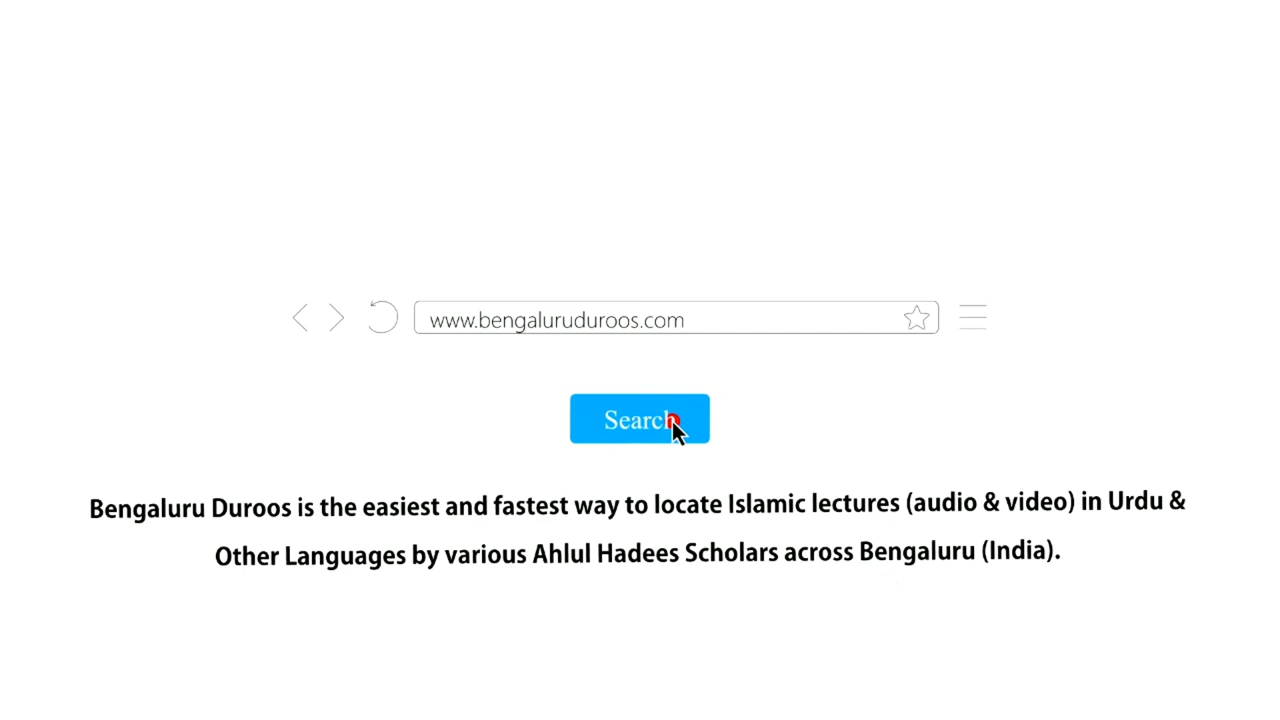 www.bengaluruduroos.com
Search
Bengaluru Duroos is the easiest and fastest way to locate Islamic lectures (audio & video) in Urdu &
Other Languages by various Ahlul Hadees Scholars across Bengaluru (India).